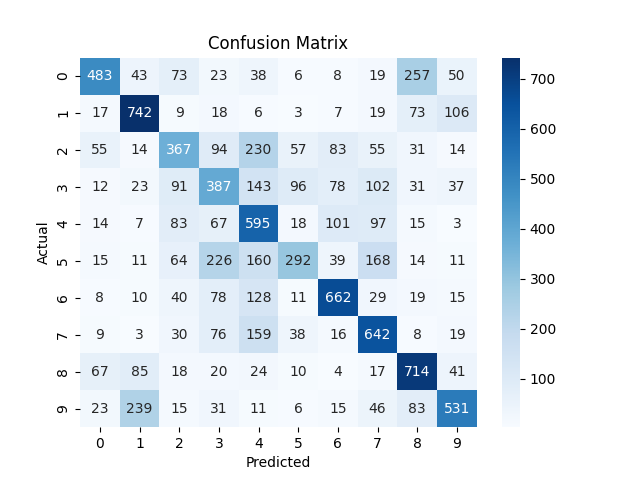 Confusion Matrix
0 483 43 73 23 38 6 8 19 257 50
1 17 742 9 18 6 3 7 19 73 106
2 55 14 367 94 230 57 83 55 31 14
3 12 23 91 387 143 96 78 102 31 37
4 14 7 83 67 595 18 101 97 15 3
5 15 11 64 226 160 292 39 168 14 11
6 8 10 40 78 128 11 662 29 19 15
7 9 3 30 76 159 38 16 642 8 19
8 67 85 18 20 24 10 4 17 714 41
9 23 239 15 31 11 6 15 46 83 531
0 1 2 3 4 5 6 7 8 9
Actual
Predicted
700
600
500
400
300
200
100